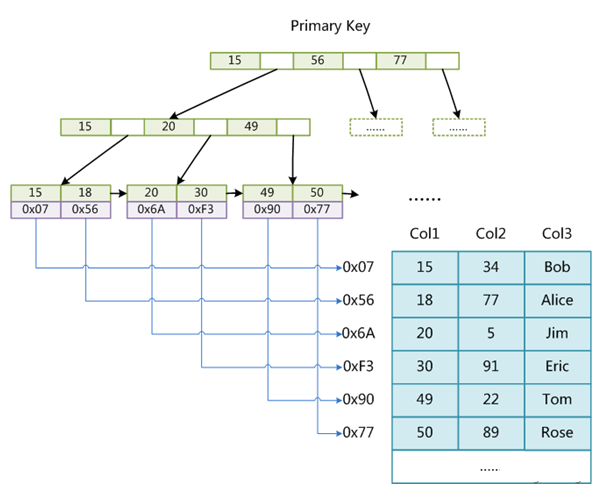 Primary Key
15 56 77
15 20 49
...... ......
15 18 20 30 49 50
0x07 0x56 0x6A 0xF3 0x90 0x77
......
Col1 Col2 Col3
0x07 15 34 Bob
0x56 18 77 Alice
0x6A 20 5 Jim
0xF3 30 91 Eric
0x90 49 22 Tom
0x77 50 89 Rose
......